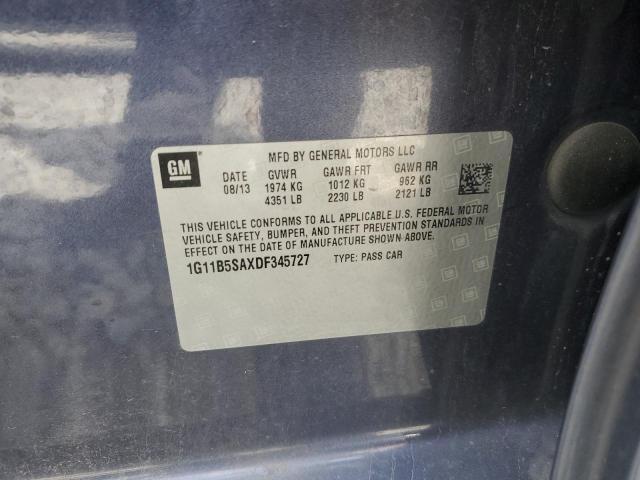 GM
MFD BY GENERAL MOTORS LLC
DATE GVWR GAWR FRT GAWR RR
08/13 1974 KG 1012 KG 962 KG
4351 LB 2230 LB 2121 LB
THIS VEHICLE CONFORMS TO ALL APPLICABLE U.S. FEDERAL MOTOR
VEHICLE SAFETY, BUMPER, AND THEFT PREVENTION STANDARDS IN
EFFECT ON THE DATE OF MANUFACTURE SHOWN ABOVE.
1G11B5SAXDF345727 TYPE: PASS CAR